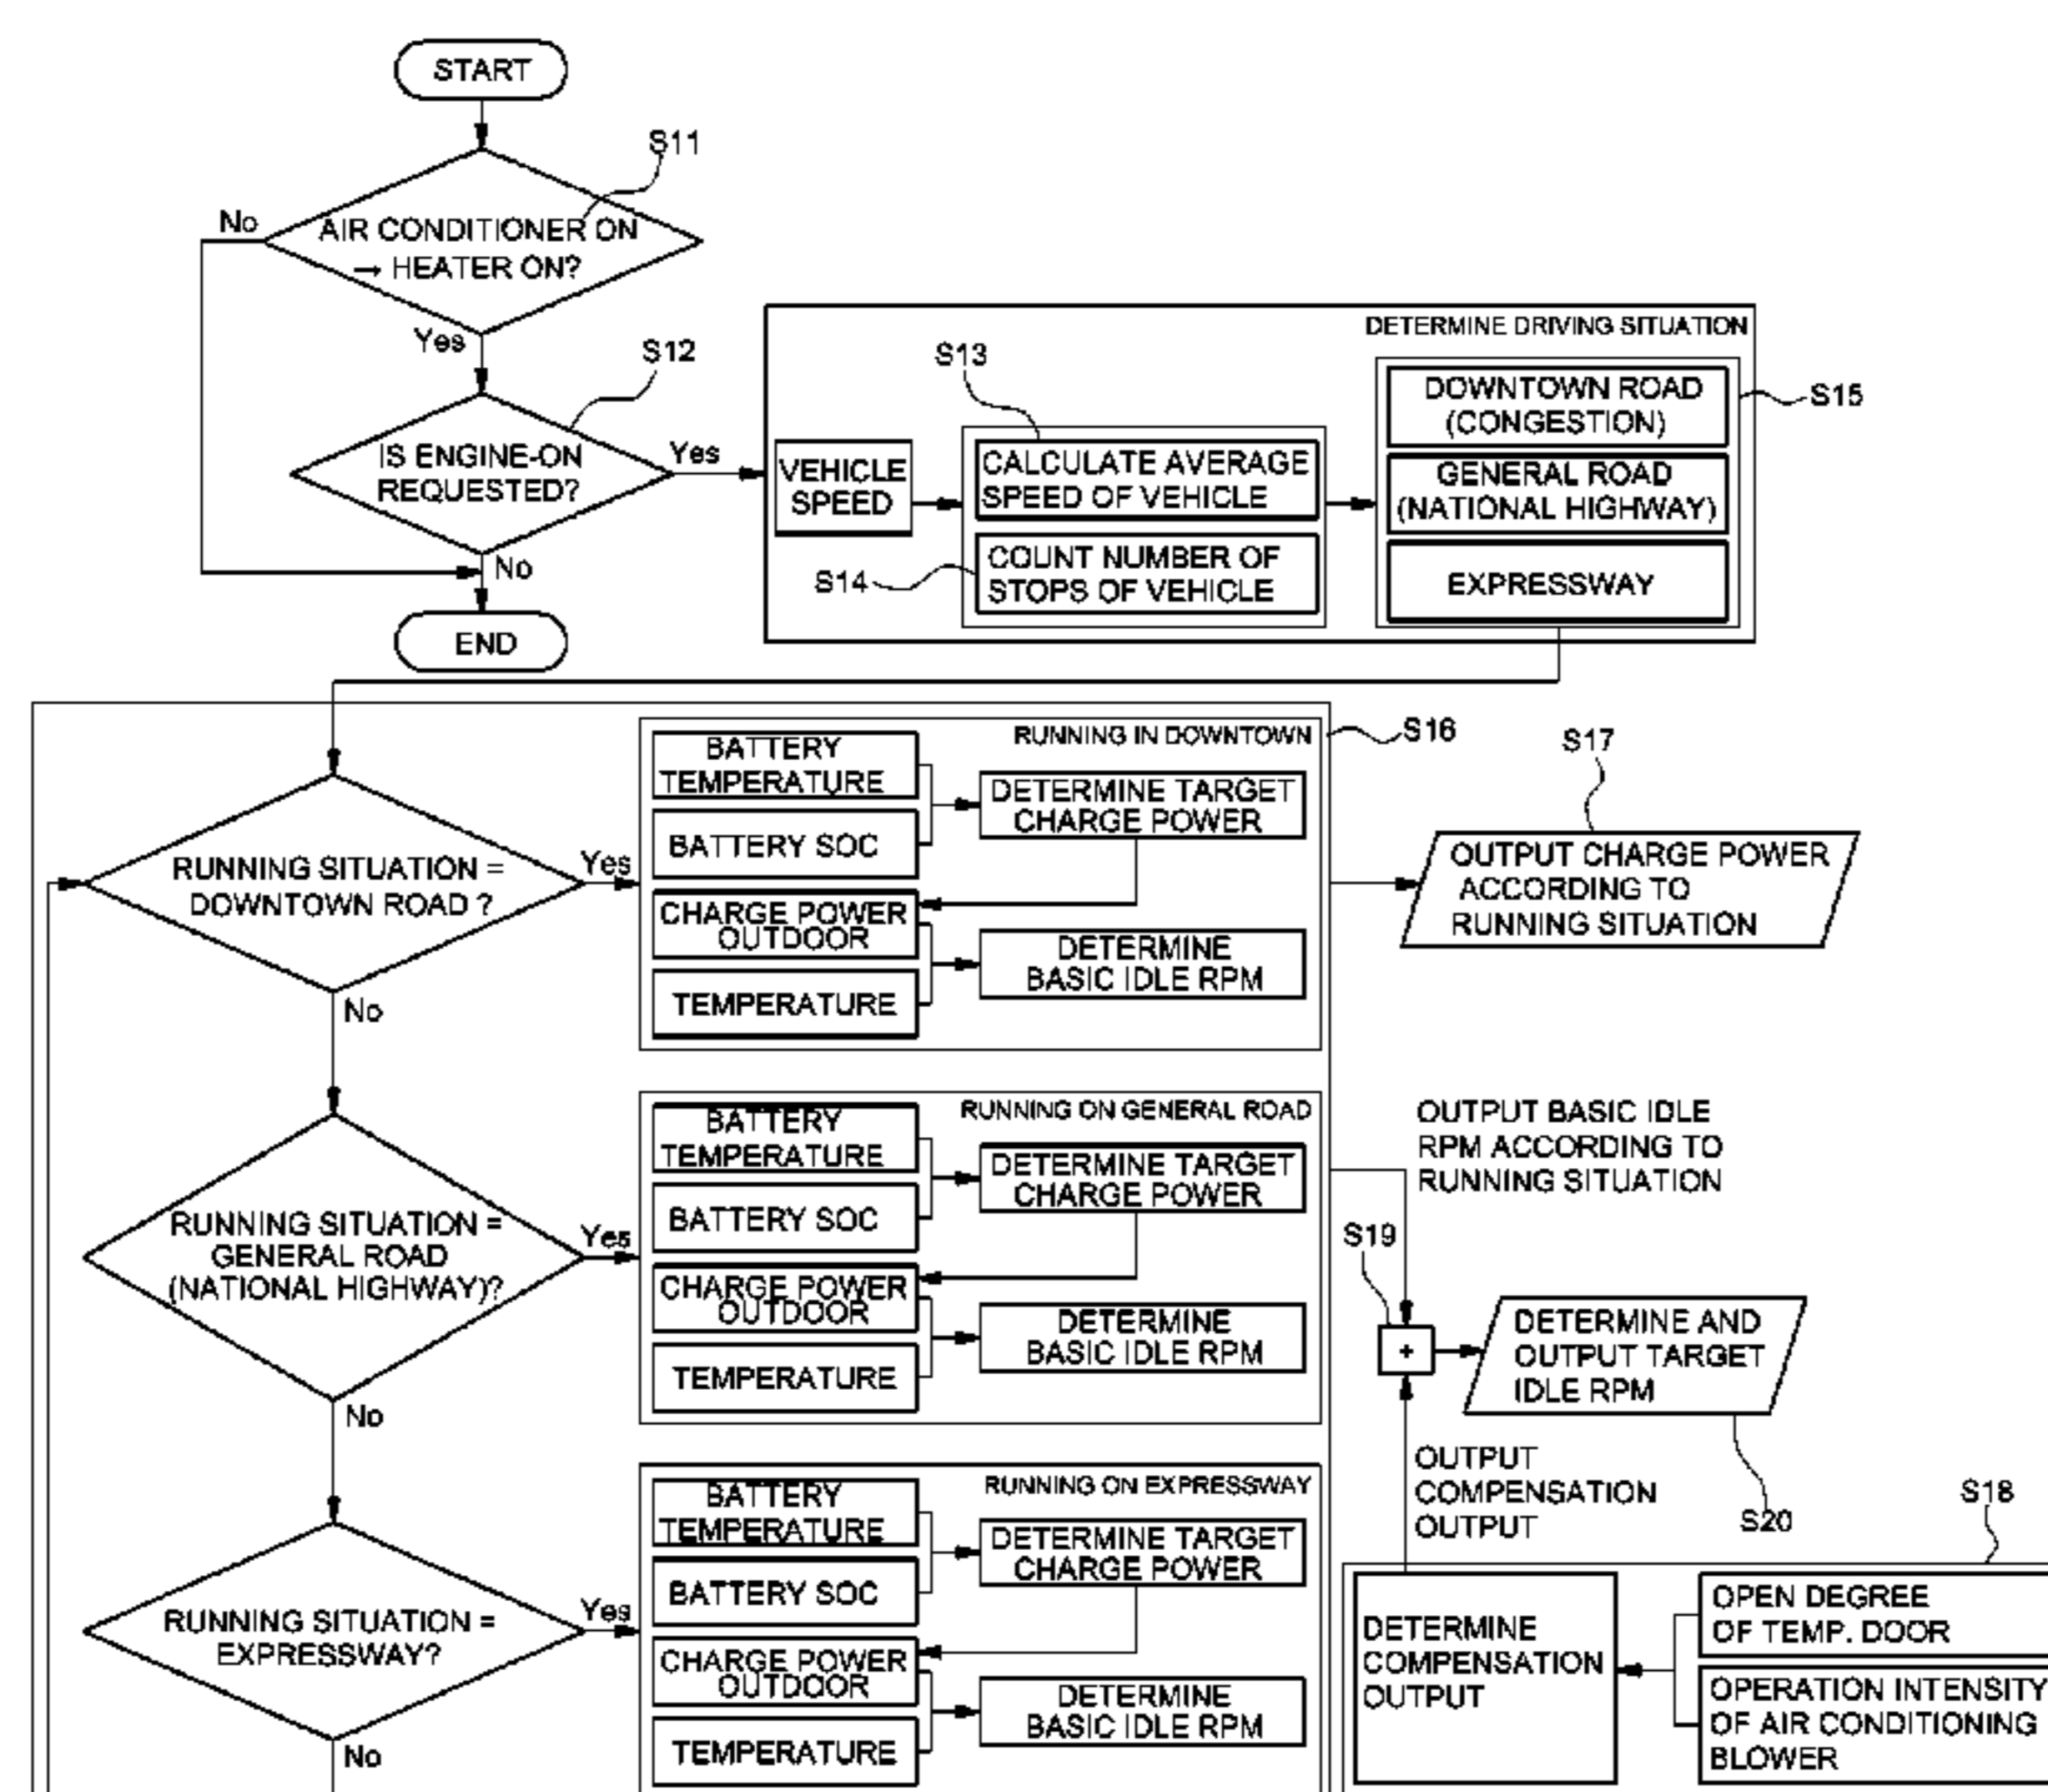 START
S11
No
AIR CONDITIONER ON
→ HEATER ON?
Yes
S12
IS ENGINE-ON
REQUESTED?
Yes
No
END
DETERMINE DRIVING SITUATION
VEHICLE
SPEED
S13
CALCULATE AVERAGE
SPEED OF VEHICLE
S14
COUNT NUMBER OF
STOPS OF VEHICLE
S15
DOWNTOWN ROAD
(CONGESTION)
GENERAL ROAD
(NATIONAL HIGHWAY)
EXPRESSWAY
RUNNING SITUATION =
DOWNTOWN ROAD ?
Yes
No
RUNNING IN DOWNTOWN
S16
BATTERY
TEMPERATURE
BATTERY SOC
DETERMINE TARGET
CHARGE POWER
CHARGE POWER
OUTDOOR
TEMPERATURE
DETERMINE
BASIC IDLE RPM
S17
OUTPUT CHARGE POWER
ACCORDING TO
RUNNING SITUATION
RUNNING SITUATION =
GENERAL ROAD
(NATIONAL HIGHWAY)?
Yes
No
RUNNING ON GENERAL ROAD
BATTERY
TEMPERATURE
BATTERY SOC
DETERMINE TARGET
CHARGE POWER
CHARGE POWER
OUTDOOR
TEMPERATURE
DETERMINE
BASIC IDLE RPM
OUTPUT BASIC IDLE
RPM ACCORDING TO
RUNNING SITUATION
S19
+
DETERMINE AND
OUTPUT TARGET
IDLE RPM
S20
OUTPUT
COMPENSATION
OUTPUT
RUNNING SITUATION =
EXPRESSWAY?
Yes
No
RUNNING ON EXPRESSWAY
BATTERY
TEMPERATURE
BATTERY SOC
DETERMINE TARGET
CHARGE POWER
CHARGE POWER
OUTDOOR
TEMPERATURE
DETERMINE
BASIC IDLE RPM
S18
DETERMINE
COMPENSATION
OUTPUT
OPEN DEGREE
OF TEMP. DOOR
OPERATION INTENSITY
OF AIR CONDITIONING
BLOWER